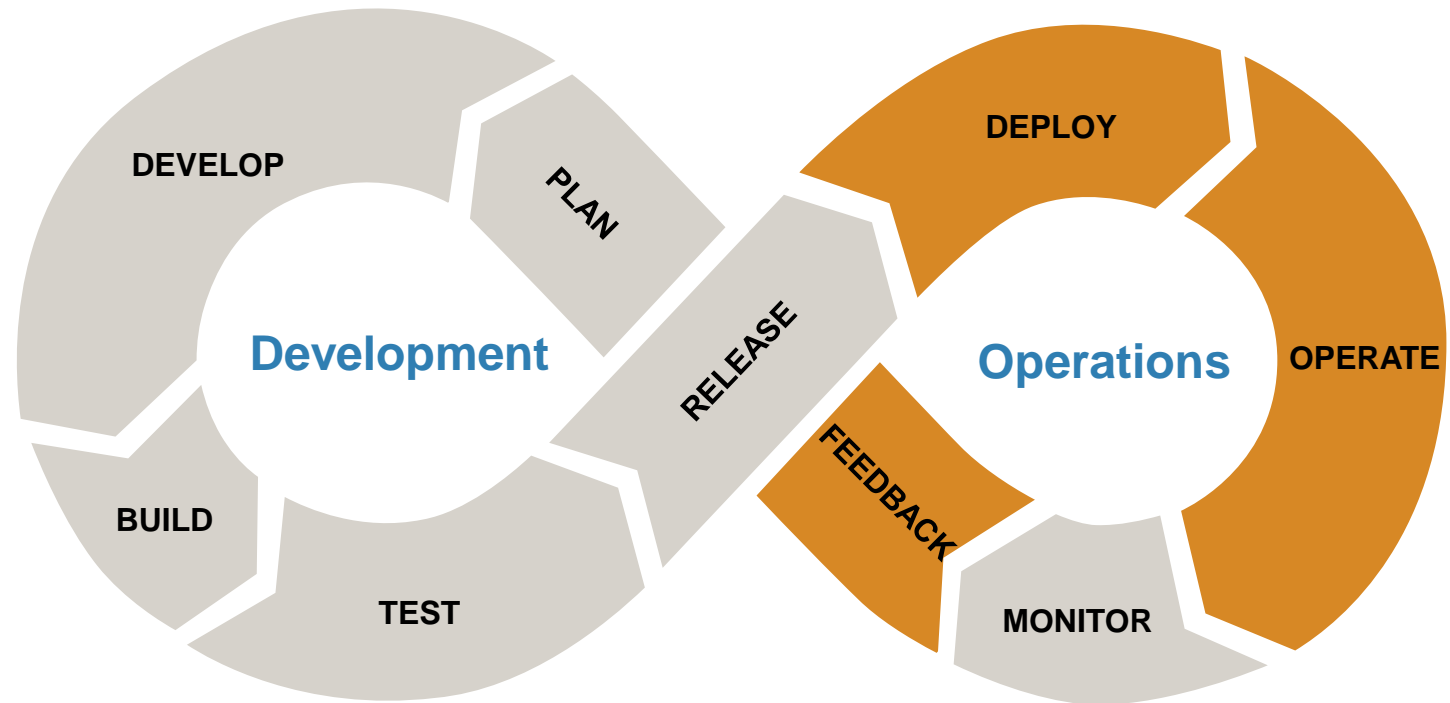 DEVELOP
PLAN
DEPLOY
Development
RELEASE
Operations
OPERATE
FEEDBACK
BUILD
TEST
MONITOR